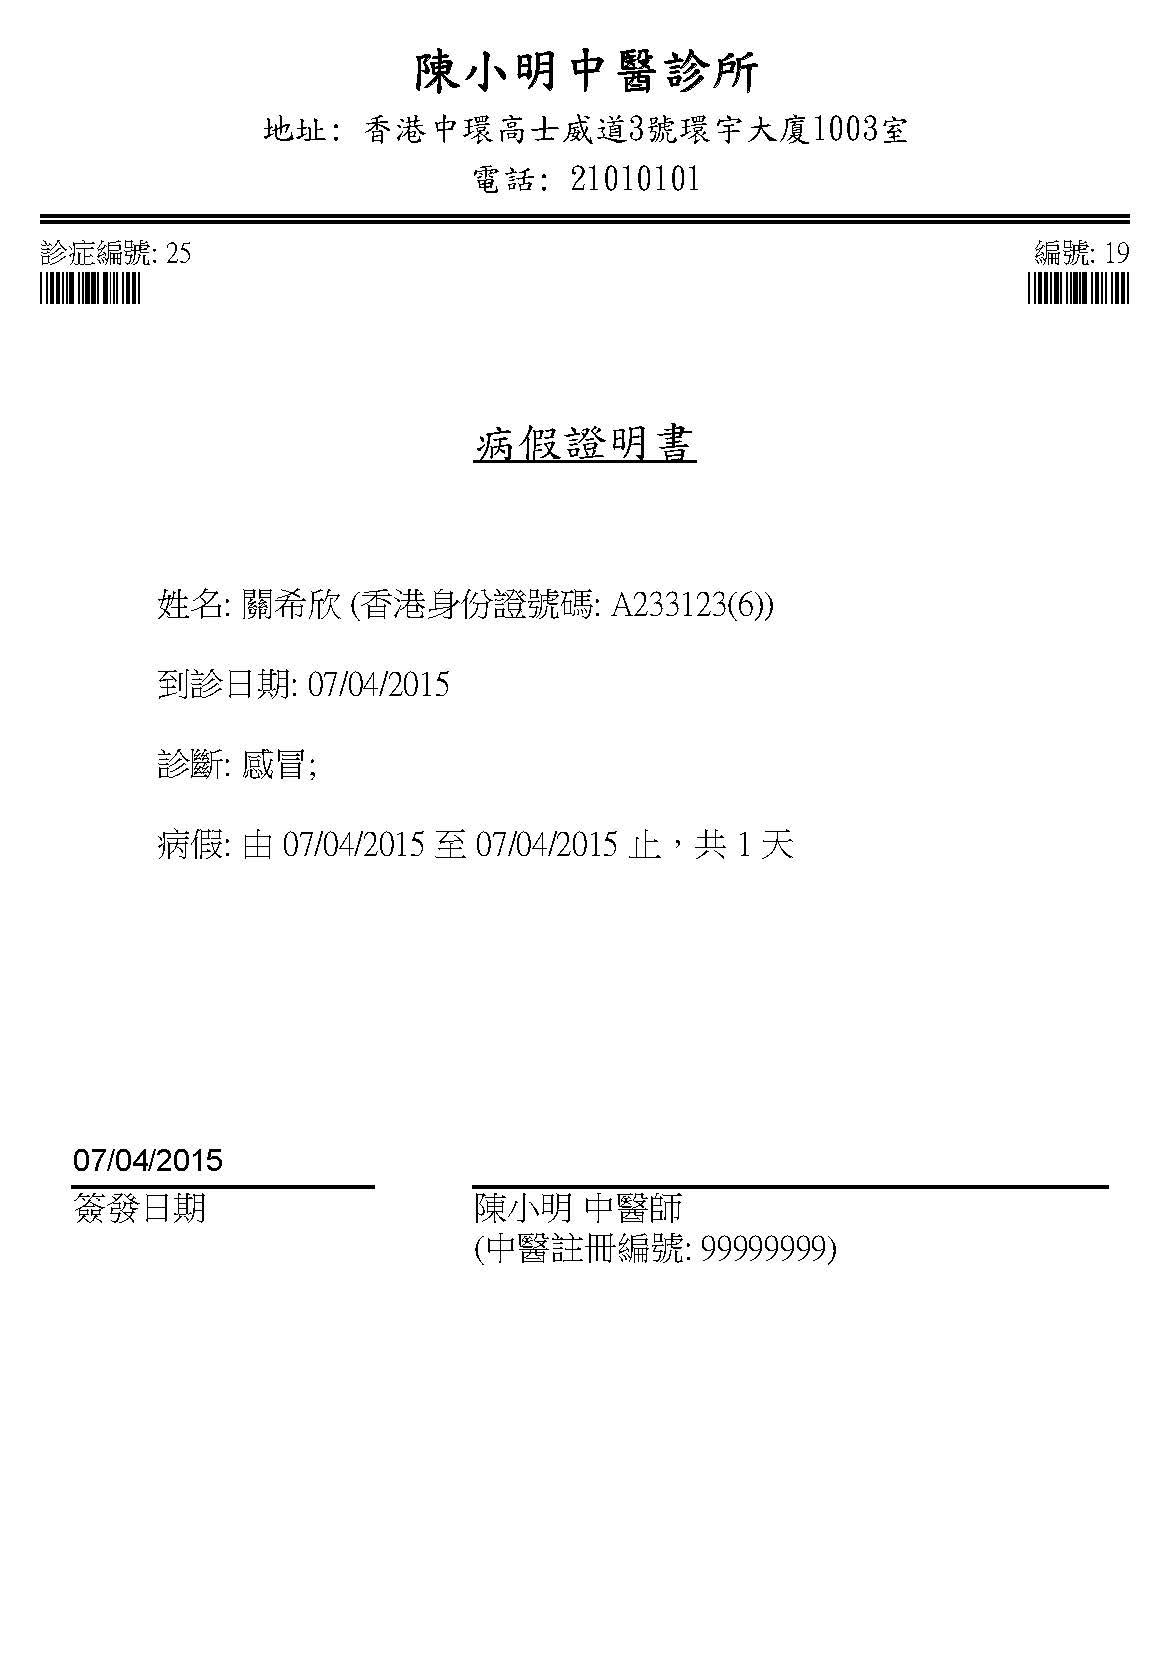 陳小明中醫診所
地址: 香港中環高士威道3號環宇大廈1003室
電話: 21010101
診症編號: 25
編號: 19
病假證明書
姓名: 關希欣 (香港身份證號碼: A233123(6))
到診日期: 07/04/2015
診斷: 感冒;
病假: 由 07/04/2015 至 07/04/2015 止，共 1 天
07/04/2015
簽發日期
陳小明 中醫師
(中醫註冊編號: 99999999)